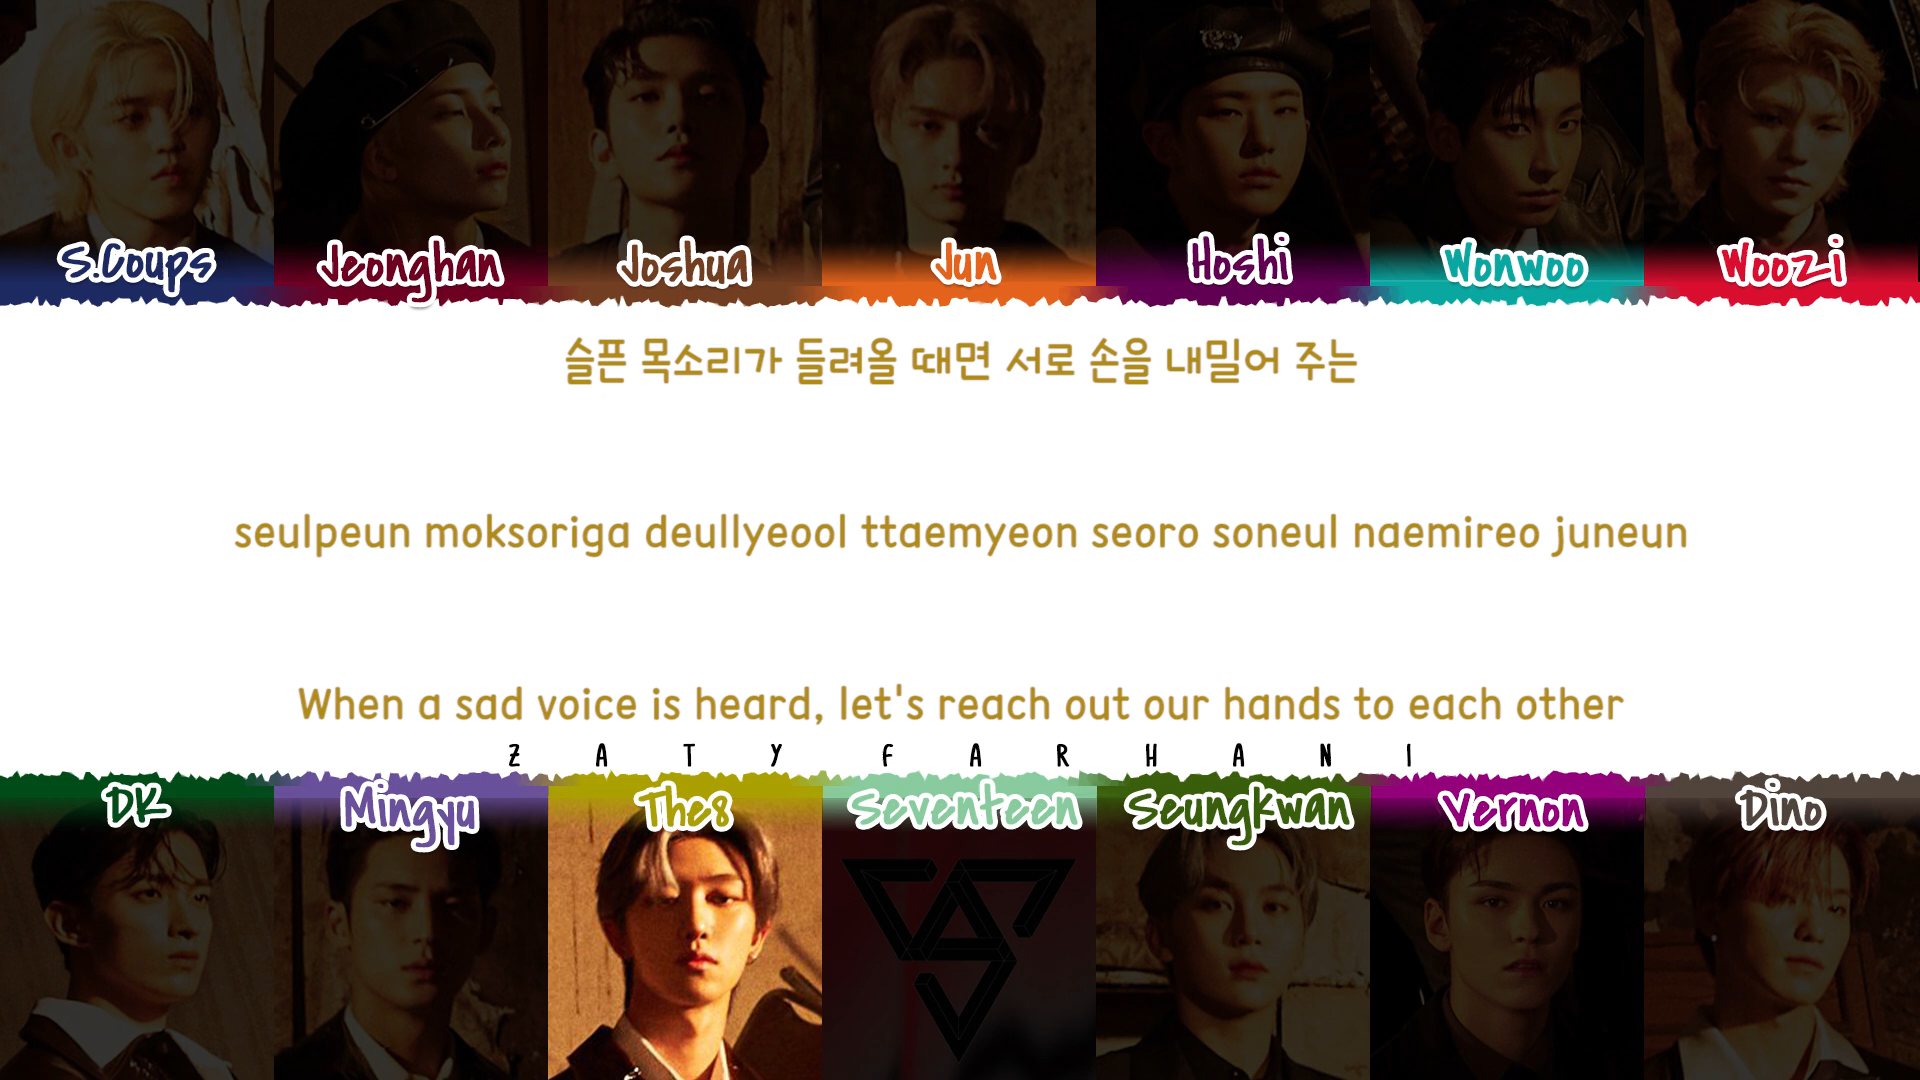 S.Coups Jeonghan Joshua Jun Hoshi Wonwoo Woozi
슬픈 목소리가 들려올 때면 서로 손을 내밀어 주는
seulpeun moksoriga deullyeool ttaemyeon seoro soneul naemireo juneun
When a sad voice is heard, let's reach out our hands to each other
ZATY FARHANI
DK Mingyu The8 Seventeen Seungkwan Vernon Dino